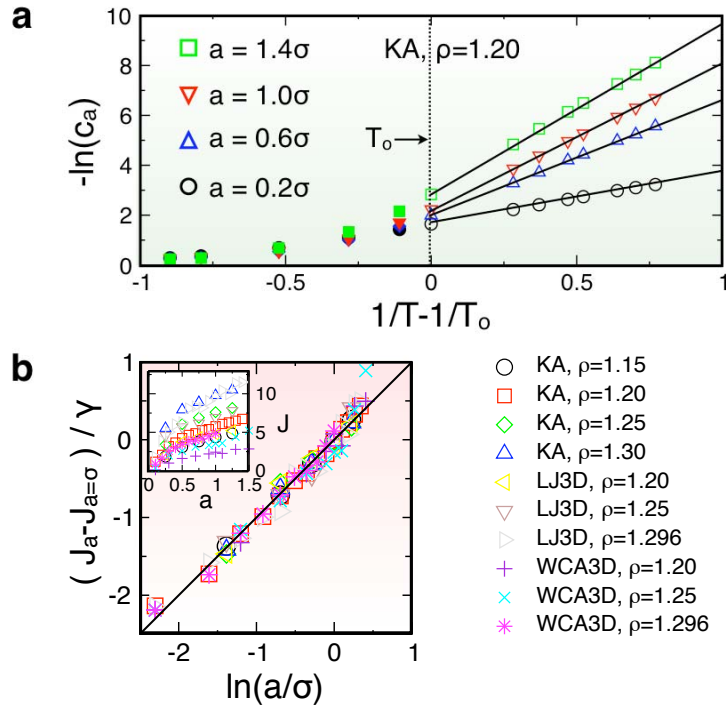 a
KA, ρ=1.20
a = 1.4σ
a = 1.0σ
a = 0.6σ
a = 0.2σ
T₀
-ln(cₐ)
10
8
6
4
2
0
-1 -0.5 0 0.5 1
1/T-1/T₀
b
(Jₐ-Jₐ₌σ) / γ
1
0
-1
-2
10
5
0
J
0 0.5 1.0 1.5
a
-2 -1 0 1
ln(a/σ)
KA, ρ=1.15
KA, ρ=1.20
KA, ρ=1.25
KA, ρ=1.30
LJ3D, ρ=1.20
LJ3D, ρ=1.25
LJ3D, ρ=1.296
WCA3D, ρ=1.20
WCA3D, ρ=1.25
WCA3D, ρ=1.296